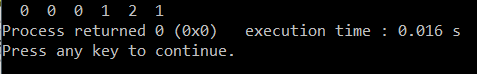 0 0 0 1 2 1
Process returned 0 (0x0)   execution time : 0.016 s
Press any key to continue.